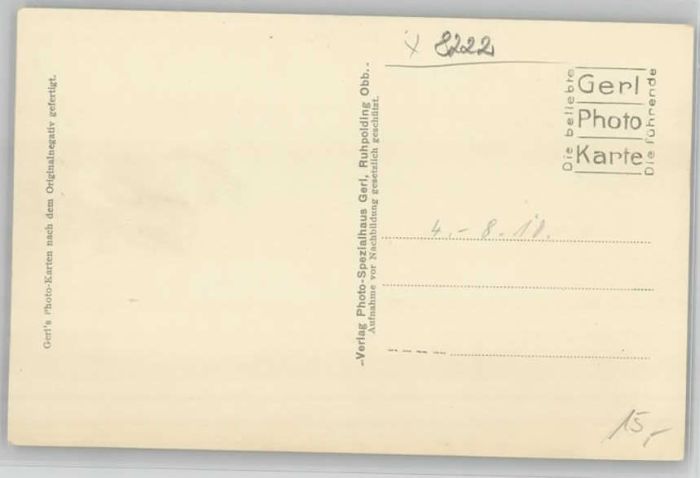 x 8222
Die beliebte
Gerl
Photo
Karte
Die führende
Gerl's Photo-Karten nach dem Originalnegativ gefertigt.
–Verlag Photo-Spezialhaus Gerl, Ruhpolding Obb.-
Aufnahme vor Nachbildung gesetzlich geschützt.
15,-